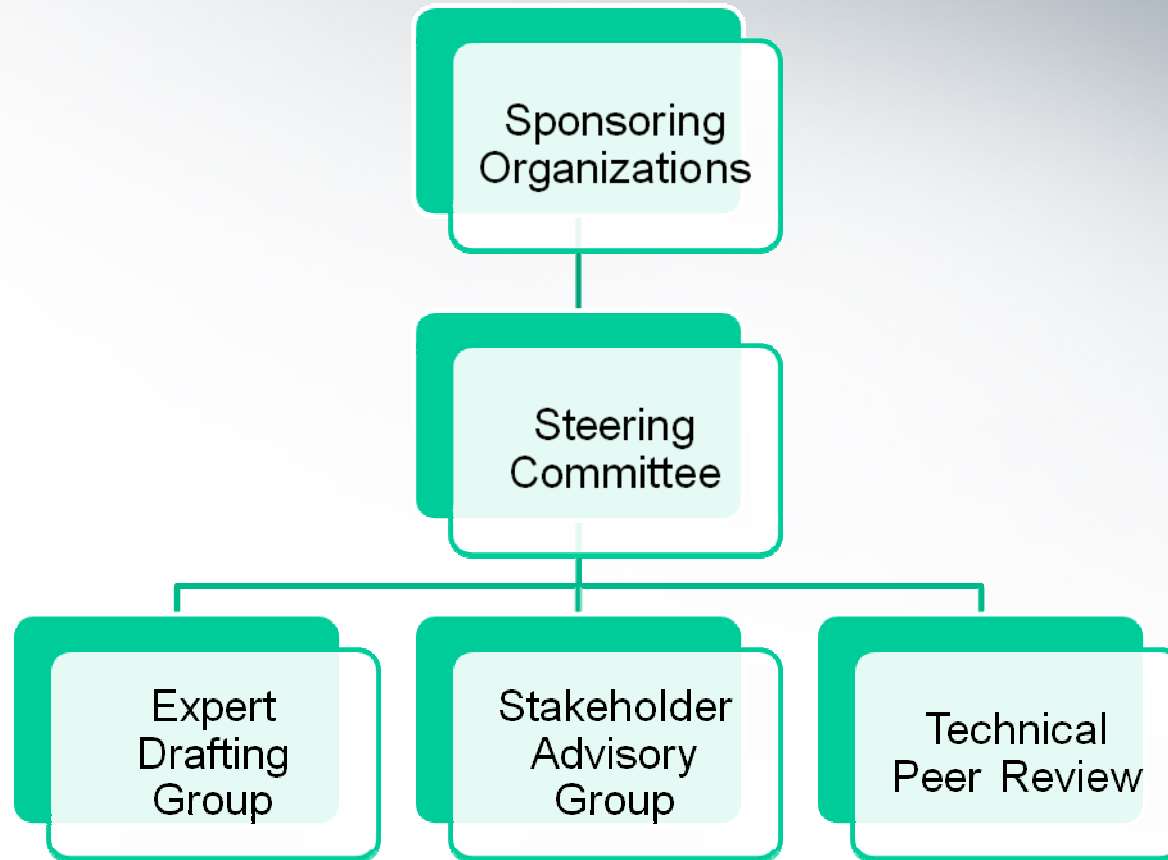 Sponsoring
Organizations
Steering
Committee
Expert
Drafting
Group
Stakeholder
Advisory
Group
Technical
Peer Review